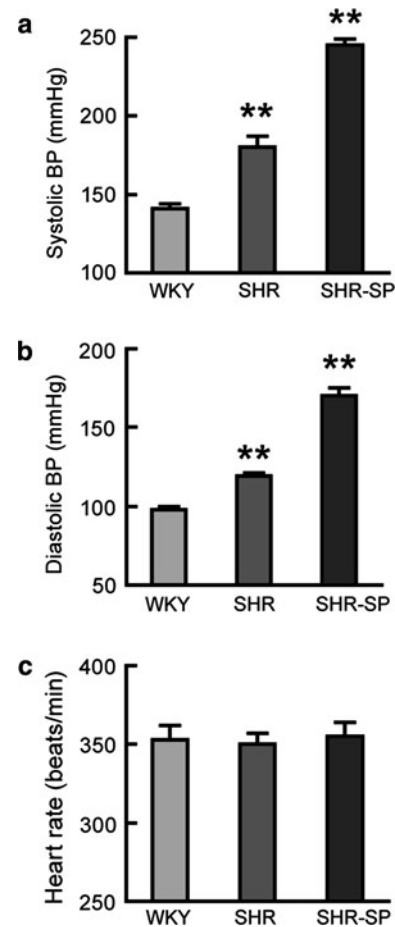 a
Systolic BP (mmHg)
250
200
150
100
**
**
WKY SHR SHR-SP
b
Diastolic BP (mmHg)
200
150
100
50
**
**
WKY SHR SHR-SP
c
Heart rate (beats/min)
400
350
300
250
WKY SHR SHR-SP